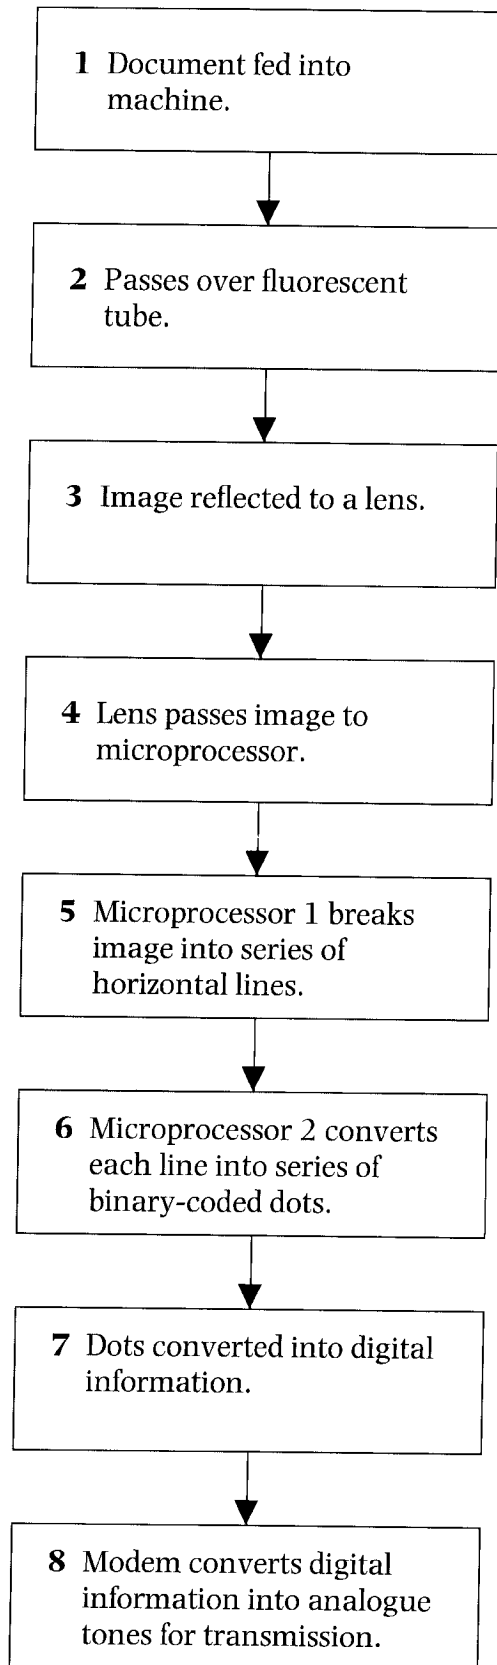 1 Document fed into
machine.
2 Passes over fluorescent
tube.
3 Image reflected to a lens.
4 Lens passes image to
microprocessor.
5 Microprocessor 1 breaks
image into series of
horizontal lines.
6 Microprocessor 2 converts
each line into series of
binary-coded dots.
7 Dots converted into digital
information.
8 Modem converts digital
information into analogue
tones for transmission.